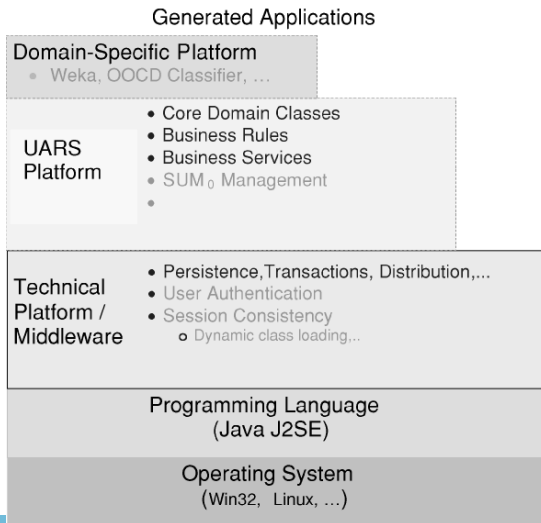 Generated Applications
Domain-Specific Platform
• Weka, OOCD Classifier, ...
UARS
Platform
• Core Domain Classes
• Business Rules
• Business Services
• SUM₀ Management
•
Technical
Platform /
Middleware
• Persistence,Transactions, Distribution,...
• User Authentication
• Session Consistency
o Dynamic class loading...
Programming Language
(Java J2SE)
Operating System
(Win32, Linux, ...)